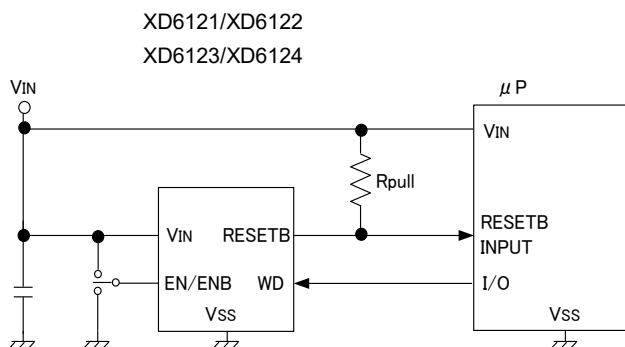 XD6121/XD6122
XD6123/XD6124
VIN
μP
VIN
Rpull
VIN
RESETB
RESETB
INPUT
EN/ENB
WD
I/O
VSS
VSS